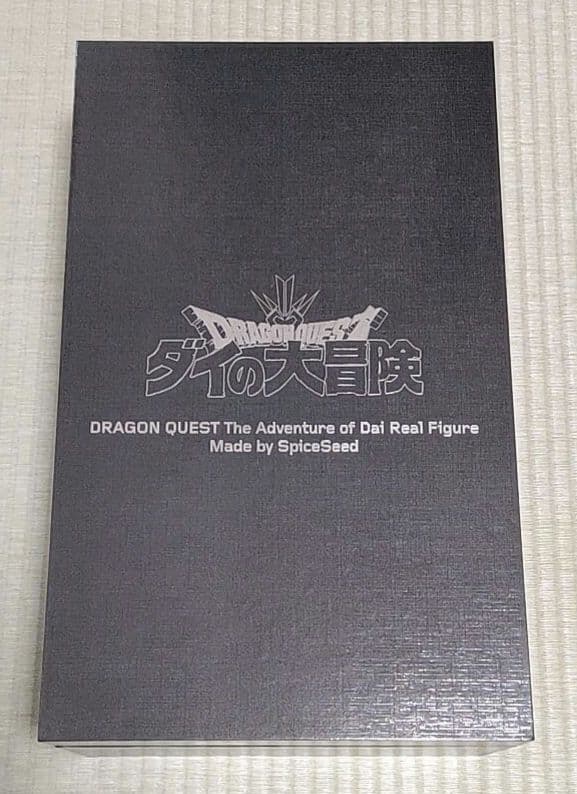 DRAGON QUEST
ダイの大冒険
DRAGON QUEST The Adventure of Dai Real Figure
Made by SpiceSeed